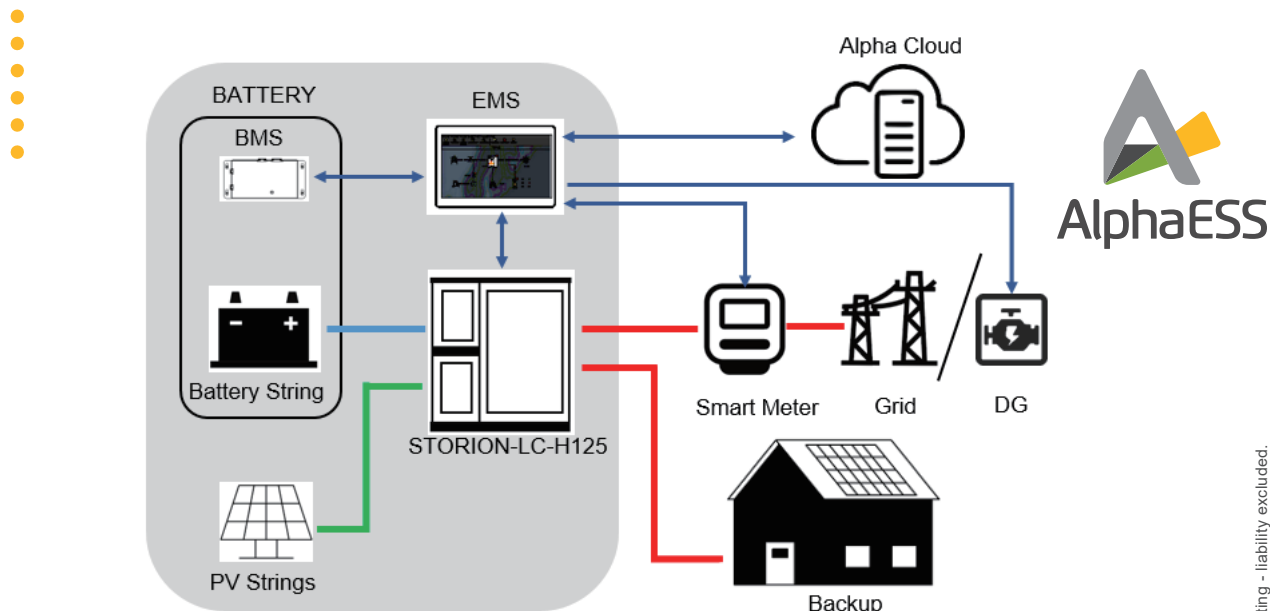 Alpha Cloud
BATTERY
EMS
BMS
AlphaESS
Battery String
STORION-LC-H125
Smart Meter
Grid
DG
PV Strings
Backup
ting - liability excluded.